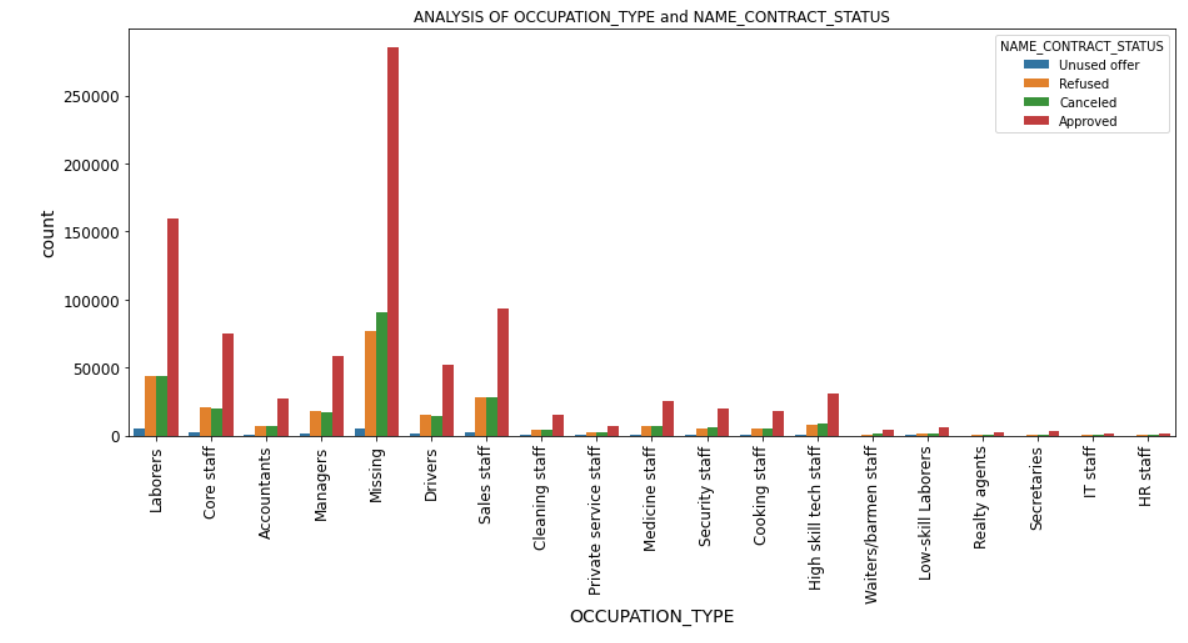 ANALYSIS OF OCCUPATION_TYPE and NAME_CONTRACT_STATUS
NAME_CONTRACT_STATUS
Unused offer
Refused
Canceled
Approved
count
250000
200000
150000
100000
50000
0
Laborers
Core staff
Accountants
Managers
Missing
Drivers
Sales staff
Cleaning staff
Private service staff
Medicine staff
Security staff
Cooking staff
High skill tech staff
Waiters/barmen staff
Low-skill Laborers
Realty agents
Secretaries
IT staff
HR staff
OCCUPATION_TYPE